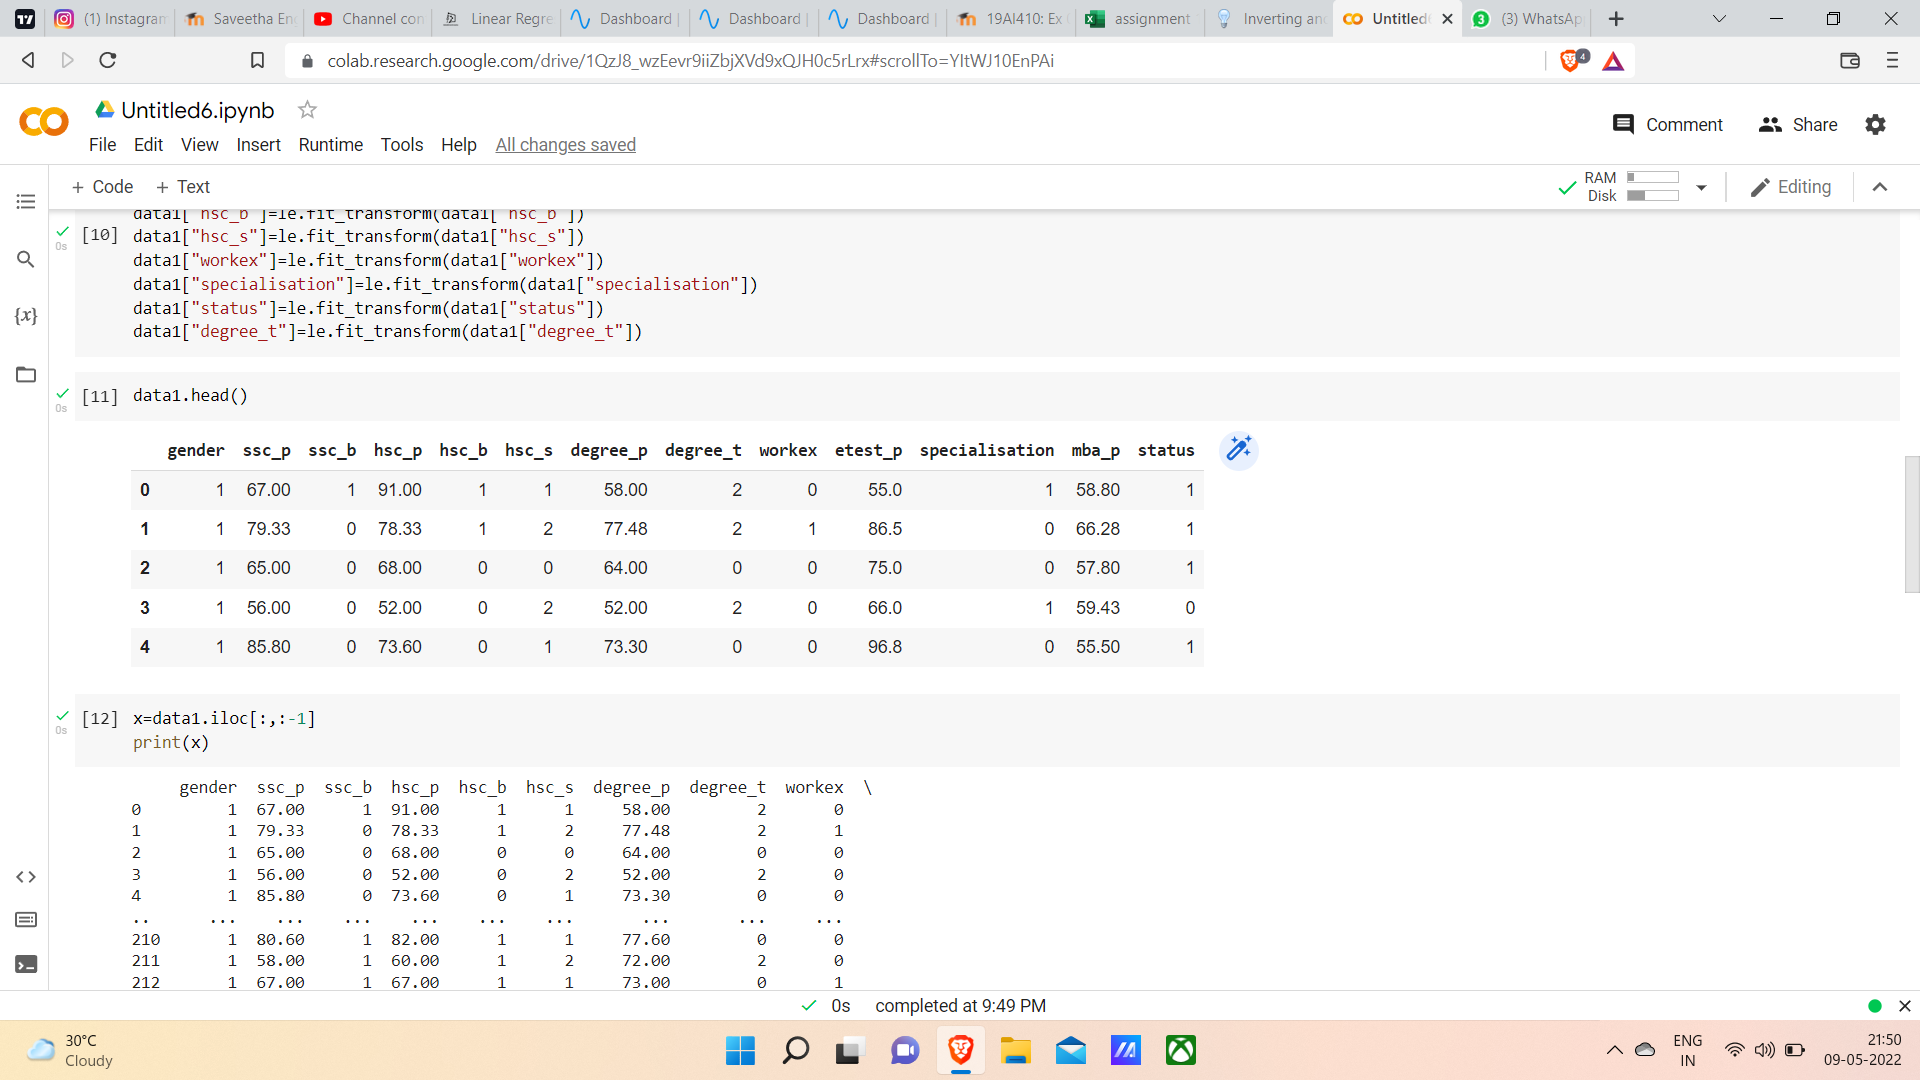 (1) Instagram
Saveetha En
Channel con
Linear Regre
Dashboard |
Dashboard |
Dashboard |
19AI410: Ex
assignment
Inverting an
Untitled
(3) WhatsAp
colab.research.google.com/drive/1QzJ8_wzEevr9iiZbjXVd9xQJH0c5rLrx#scrollTo=YItWJ10EnPAi
4
Untitled6.ipynb
File Edit View Insert Runtime Tools Help All changes saved
Comment Share
+ Code + Text
RAM
Disk
Editing
data1["hsc_b"]=le.fit_transform(data1["hsc_b"])
0s [10] data1["hsc_s"]=le.fit_transform(data1["hsc_s"])
data1["workex"]=le.fit_transform(data1["workex"])
data1["specialisation"]=le.fit_transform(data1["specialisation"])
data1["status"]=le.fit_transform(data1["status"])
data1["degree_t"]=le.fit_transform(data1["degree_t"])
0s [11] data1.head()
gender ssc_p ssc_b hsc_p hsc_b hsc_s degree_p degree_t workex etest_p specialisation mba_p status
0 1 67.00 1 91.00 1 1 58.00 2 0 55.0 1 58.80 1
1 1 79.33 0 78.33 1 2 77.48 2 1 86.5 0 66.28 1
2 1 65.00 0 68.00 0 0 64.00 0 0 75.0 0 57.80 1
3 1 56.00 0 52.00 0 2 52.00 2 0 66.0 1 59.43 0
4 1 85.80 0 73.60 0 1 73.30 0 0 96.8 0 55.50 1
0s [12] x=data1.iloc[:,:-1]
print(x)
gender ssc_p ssc_b hsc_p hsc_b hsc_s degree_p degree_t workex \
0 1 67.00 1 91.00 1 1 58.00 2 0
1 1 79.33 0 78.33 1 2 77.48 2 1
2 1 65.00 0 68.00 0 0 64.00 0 0
3 1 56.00 0 52.00 0 2 52.00 2 0
4 1 85.80 0 73.60 0 1 73.30 0 0
.. ... ... ... ... ... ... ... ... ...
210 1 80.60 1 82.00 1 1 77.60 0 0
211 1 58.00 1 60.00 1 2 72.00 2 0
212 1 67.00 1 67.00 1 1 73.00 0 1
0s completed at 9:49 PM
30°C
Cloudy
ENG
IN
21:50
09-05-2022